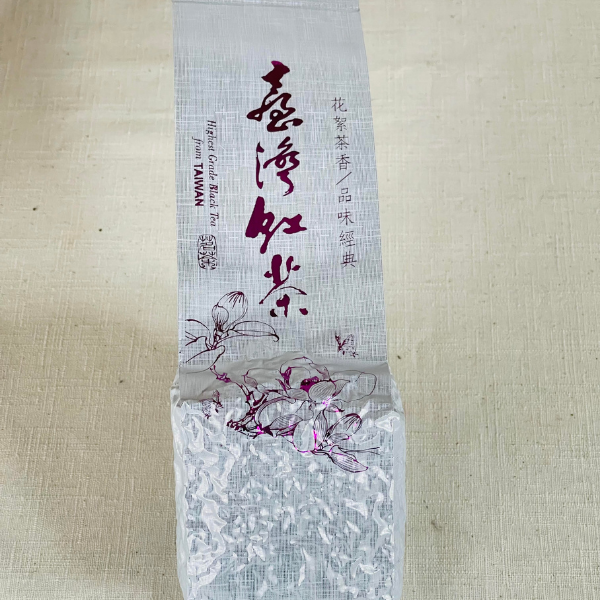 花絮茶香/品味經典
臺灣紅茶
Highest Grade Black Tea
from TAIWAN